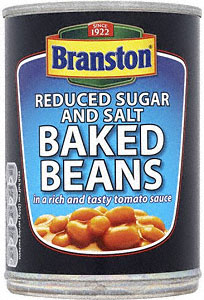 SINCE
1922
Branston
REDUCED SUGAR
AND SALT
BAKED
BEANS
in a rich and tasty tomato sauce